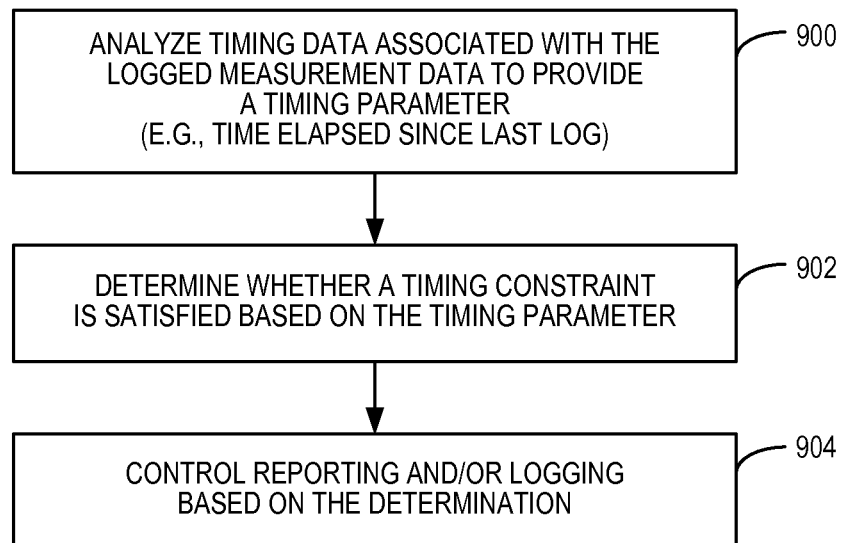 ANALYZE TIMING DATA ASSOCIATED WITH THE
LOGGED MEASUREMENT DATA TO PROVIDE
A TIMING PARAMETER
(E.G., TIME ELAPSED SINCE LAST LOG)
900
DETERMINE WHETHER A TIMING CONSTRAINT
IS SATISFIED BASED ON THE TIMING PARAMETER
902
CONTROL REPORTING AND/OR LOGGING
BASED ON THE DETERMINATION
904